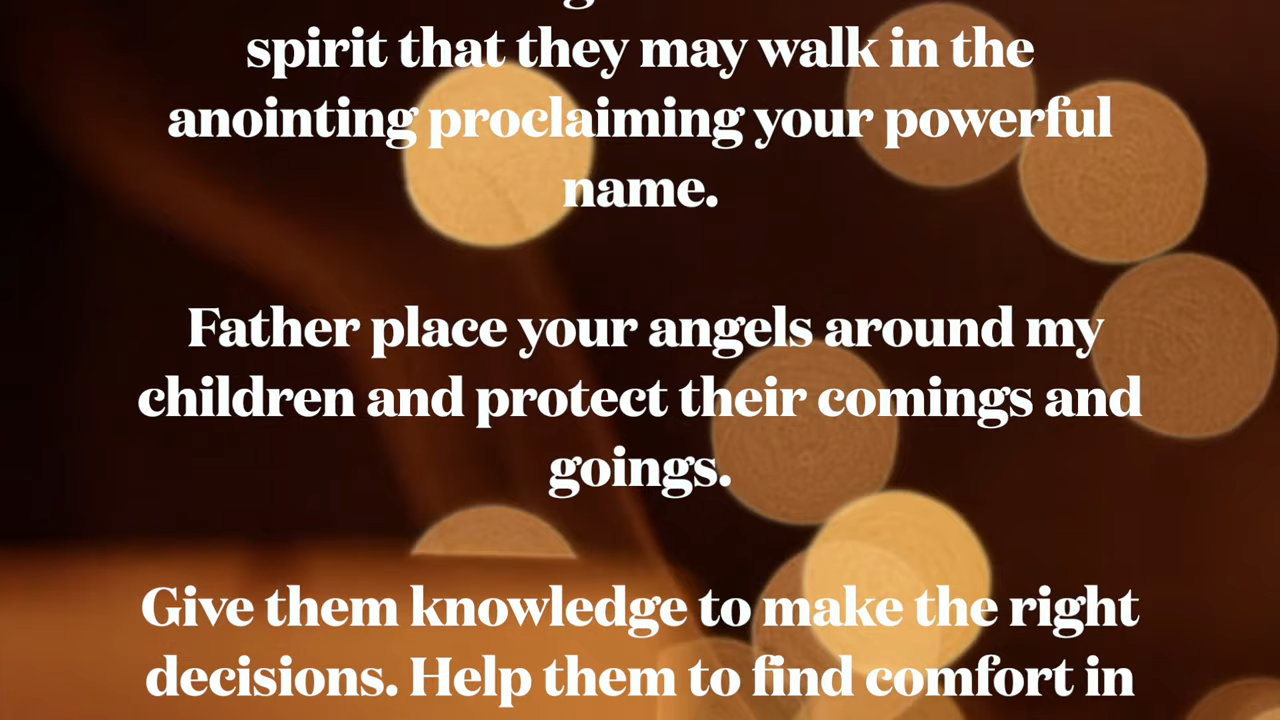 spirit that they may walk in the
anointing proclaiming your powerful
name.
Father place your angels around my
children and protect their comings and
goings.
Give them knowledge to make the right
decisions. Help them to find comfort in